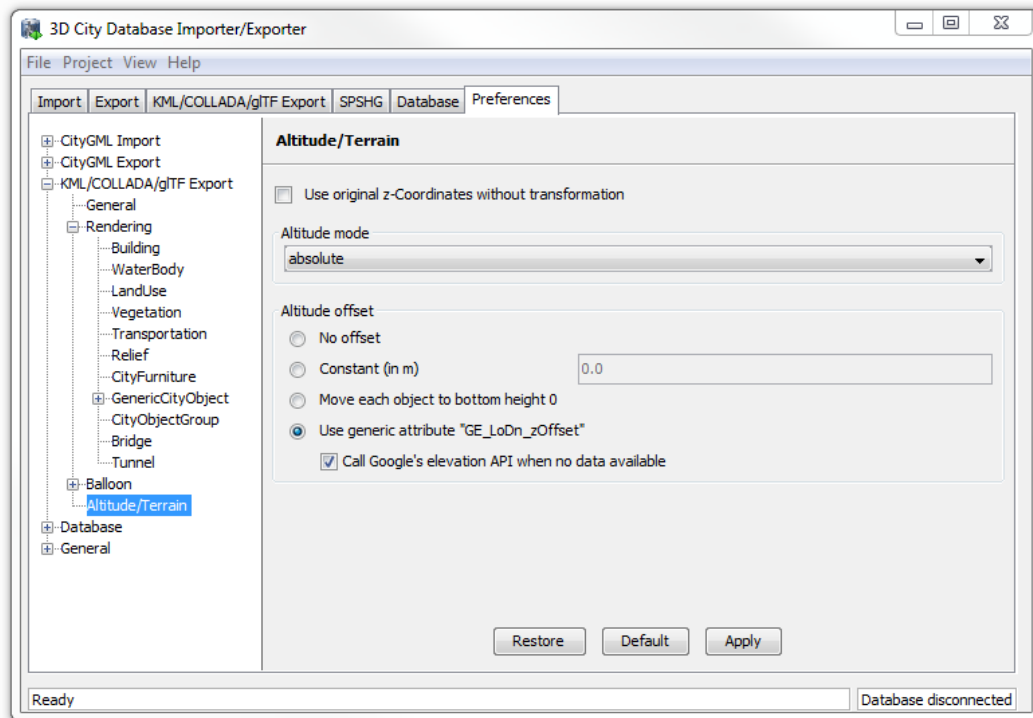 3D City Database Importer/Exporter
File Project View Help
Import Export KML/COLLADA/glTF Export SPSHG Database Preferences
CityGML Import
CityGML Export
KML/COLLADA/glTF Export
General
Rendering
Building
WaterBody
LandUse
Vegetation
Transportation
Relief
CityFurniture
GenericCityObject
CityObjectGroup
Bridge
Tunnel
Balloon
Altitude/Terrain
Database
General
Altitude/Terrain
Use original z-Coordinates without transformation
Altitude mode
absolute
Altitude offset
No offset
Constant (in m) 0.0
Move each object to bottom height 0
Use generic attribute "GE_LoDn_zOffset"
Call Google's elevation API when no data available
Restore Default Apply
Ready Database disconnected